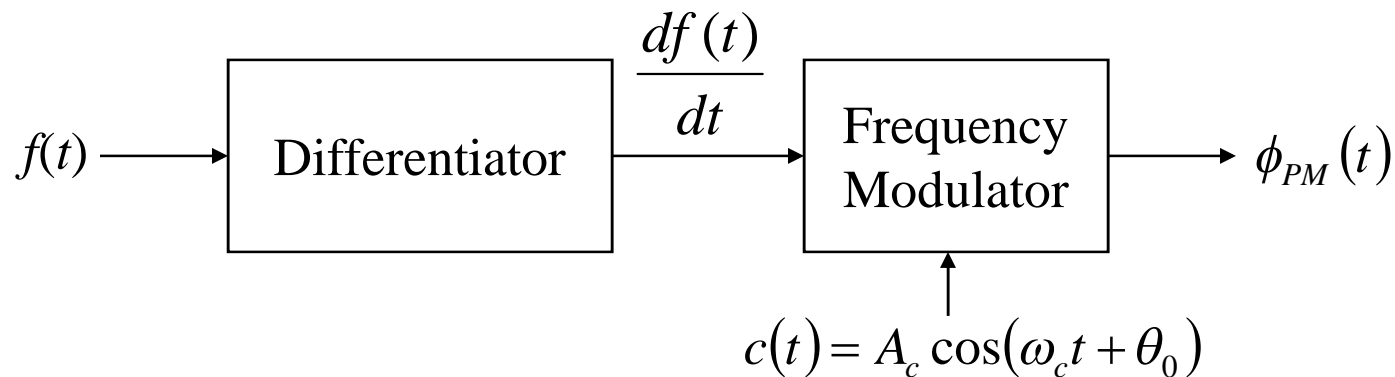 f(t)
Differentiator
df(t)
dt
Frequency
Modulator
ϕ_PM(t)
c(t) = A_c cos(ω_c t + θ_0)